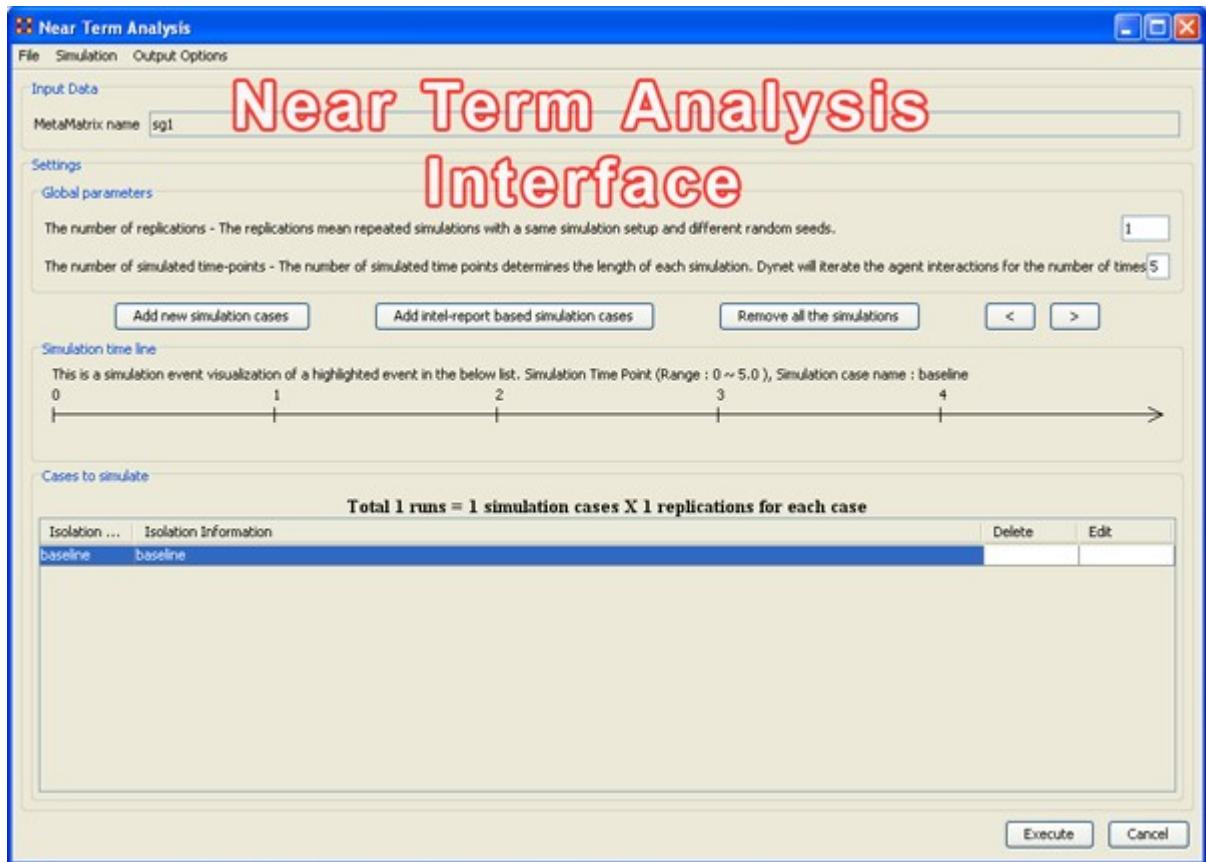 Near Term Analysis
File Simulation Output Options
Near Term Analysis
Interface
Input Data
MetaMatrix name sg1
Settings
Global parameters
The number of replications - The replications mean repeated simulations with a same simulation setup and different random seeds. 1
The number of simulated time-points - The number of simulated time points determines the length of each simulation. Dynet will iterate the agent interactions for the number of times 5
Add new simulation cases Add intel-report based simulation cases Remove all the simulations < >
Simulation time line
This is a simulation event visualization of a highlighted event in the below list. Simulation Time Point (Range : 0 ~ 5.0 ), Simulation case name : baseline
0 1 2 3 4
Cases to simulate
Total 1 runs = 1 simulation cases X 1 replications for each case
Isolation ... Isolation Information Delete Edit
baseline baseline
Execute Cancel